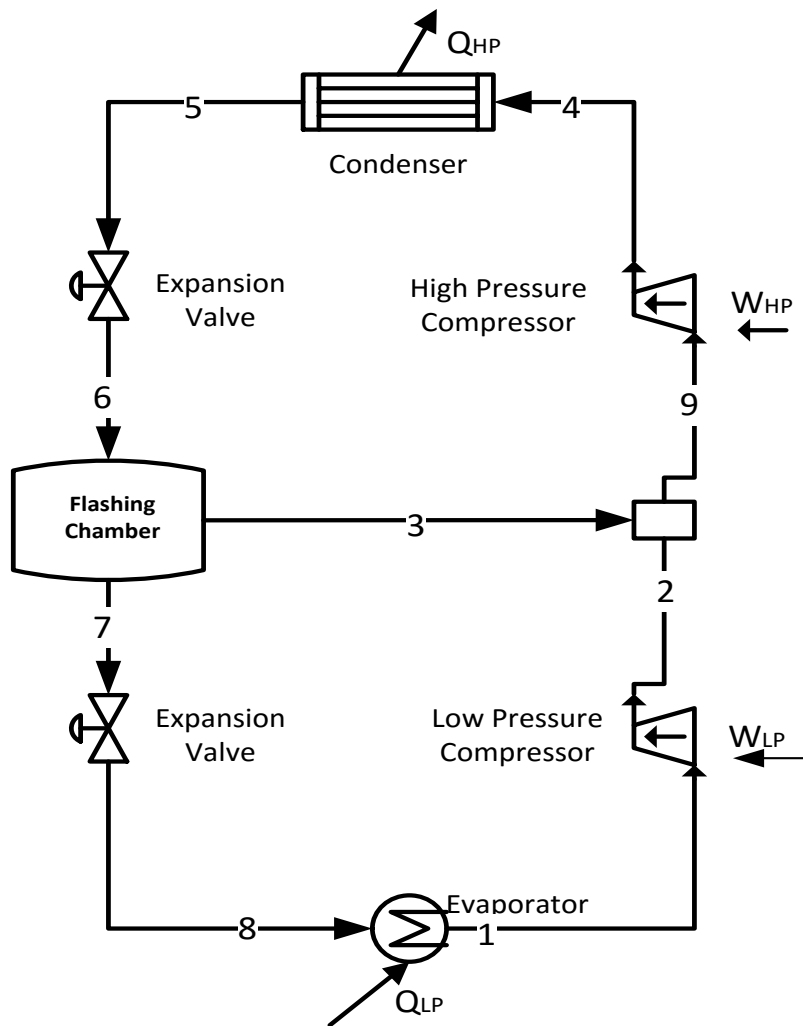 QHP
5
4
Condenser
Expansion
Valve
High Pressure
Compressor
WHP
6
9
Flashing
Chamber
3
2
7
Expansion
Valve
Low Pressure
Compressor
WLP
Evaporator
8
1
QLP